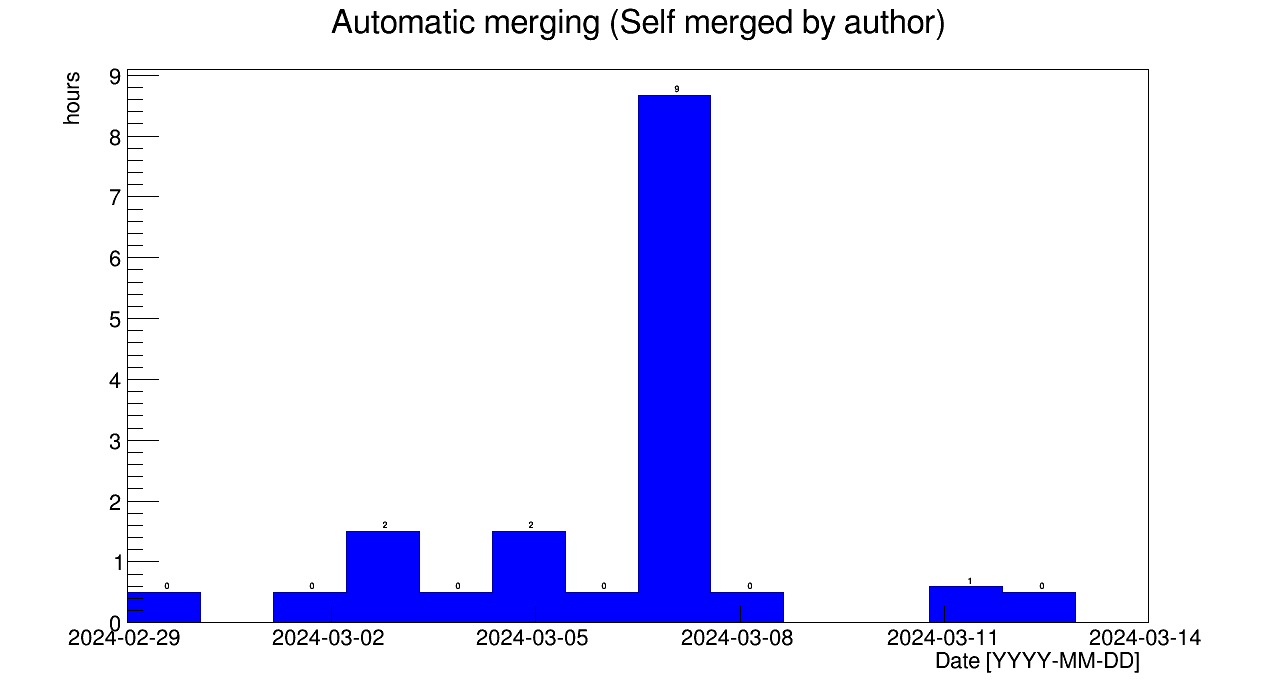 Automatic merging (Self merged by author)
hours
9
8
7
6
5
4
3
2
1
0
0 0 2 0 2 0 9 0 1 0
2024-02-29 2024-03-02 2024-03-05 2024-03-08 2024-03-11 2024-03-14
Date [YYYY-MM-DD]